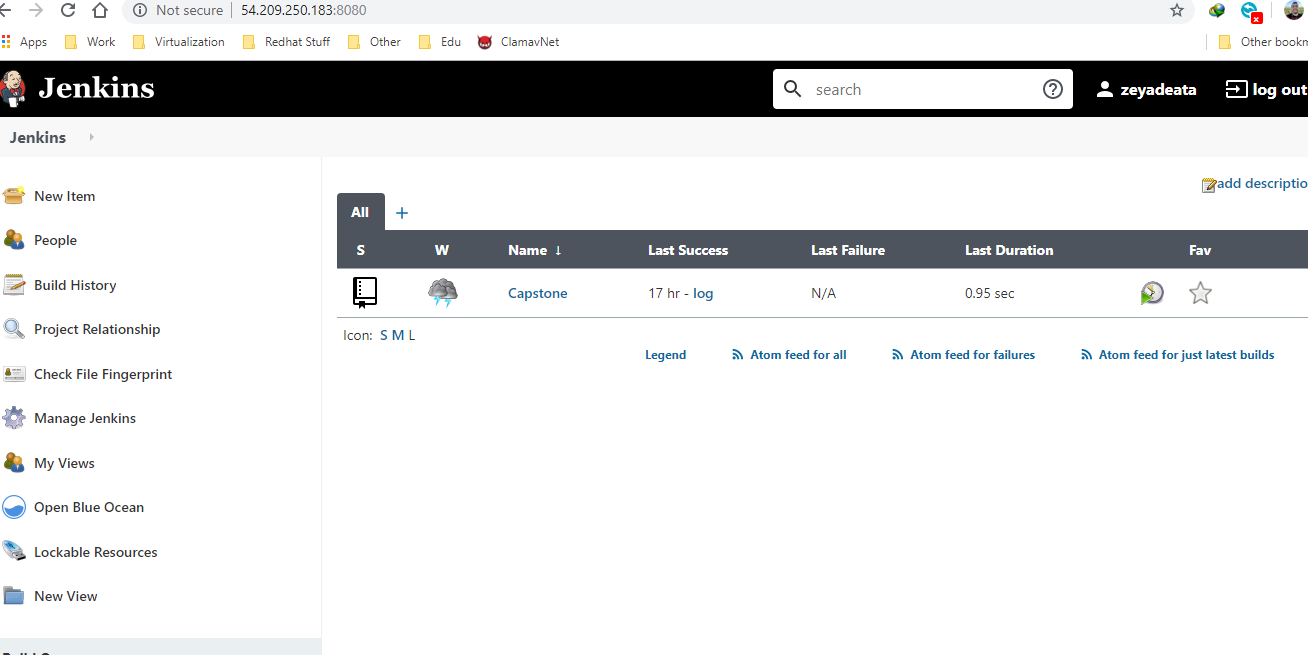 Not secure 54.209.250.183:8080
Apps Work Virtualization Redhat Stuff Other Edu ClamavNet Other bookm
Jenkins search zeyadeata log out
Jenkins
add descriptio
New Item
People
Build History
Project Relationship
Check File Fingerprint
Manage Jenkins
My Views
Open Blue Ocean
Lockable Resources
New View
All +
S W Name ↓ Last Success Last Failure Last Duration Fav
Capstone 17 hr - log N/A 0.95 sec
Icon: S M L
Legend Atom feed for all Atom feed for failures Atom feed for just latest builds